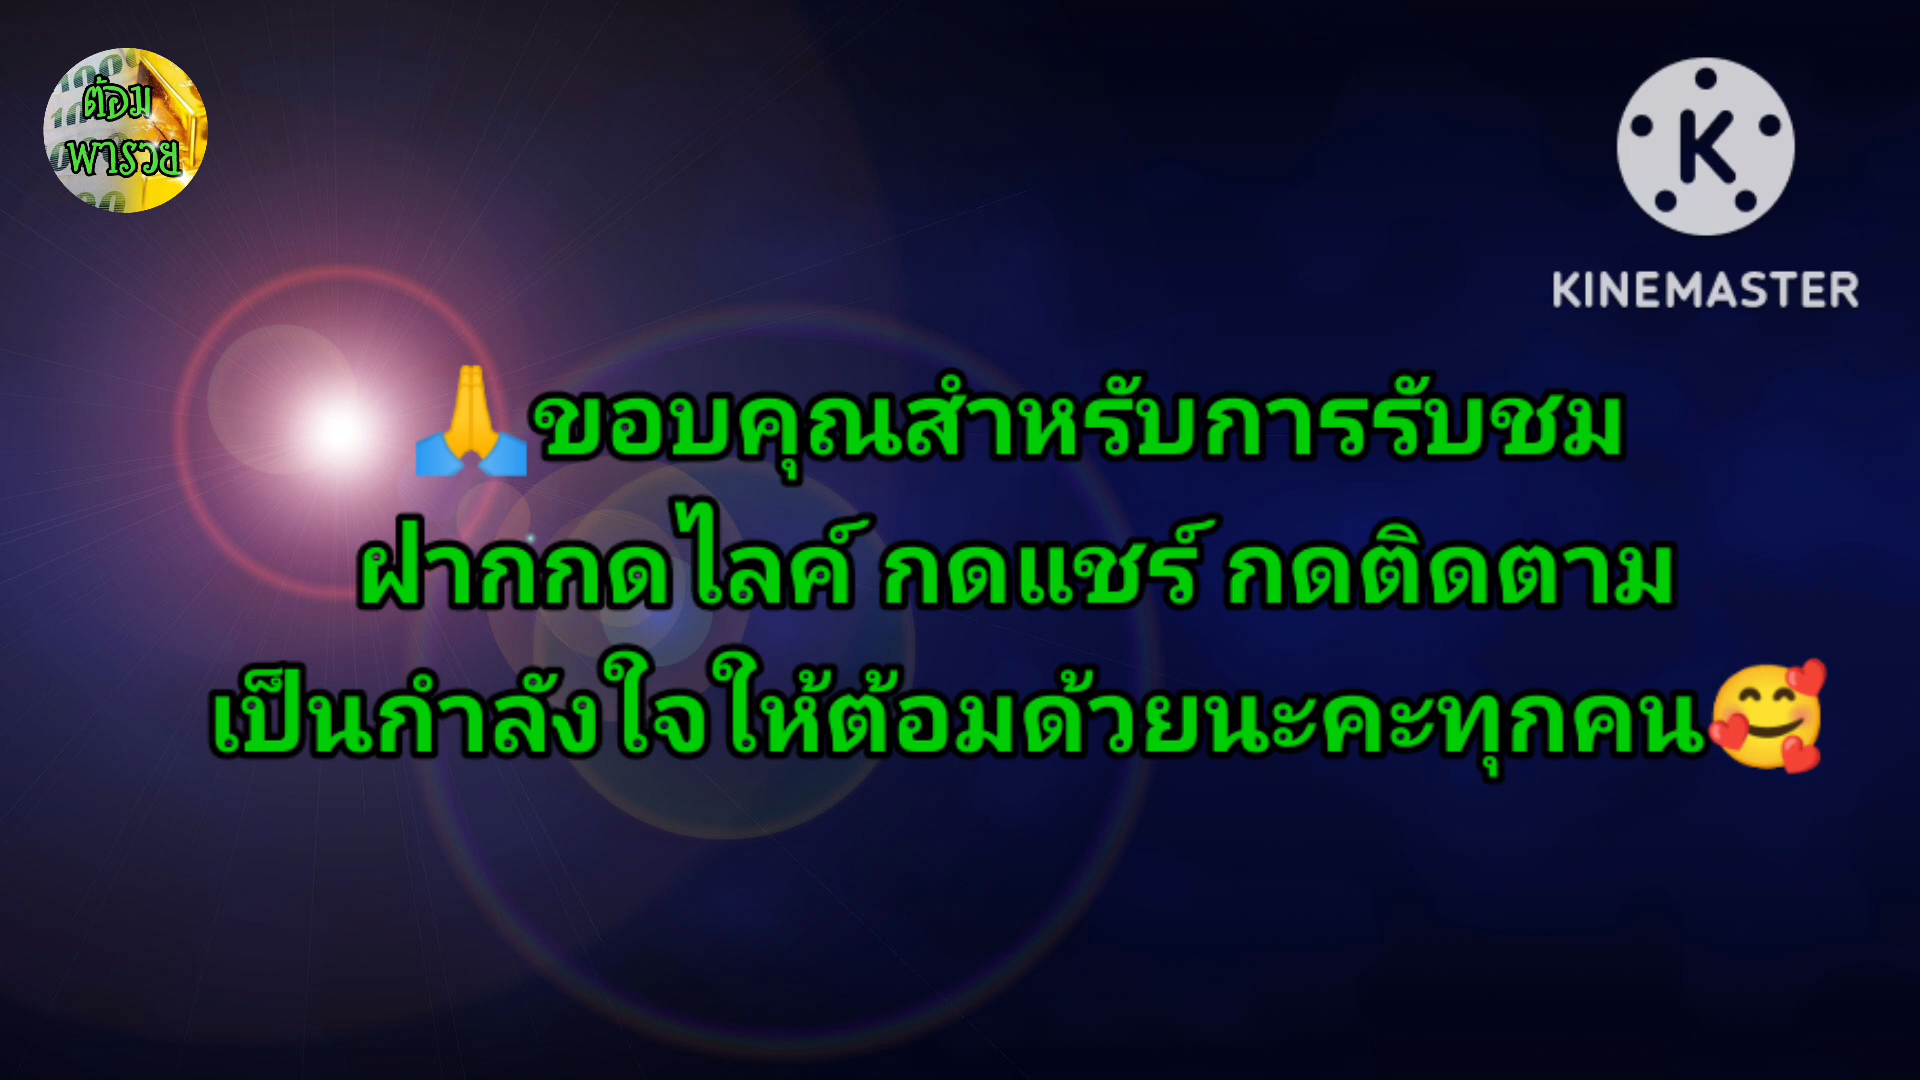 ต้อม
พารวย
KINEMASTER
🙏ขอบคุณสำหรับการรับชม
ฝากกดไลค์ กดแชร์ กดติดตาม
เป็นกำลังใจให้ต้อมด้วยนะคะทุกคน🥰